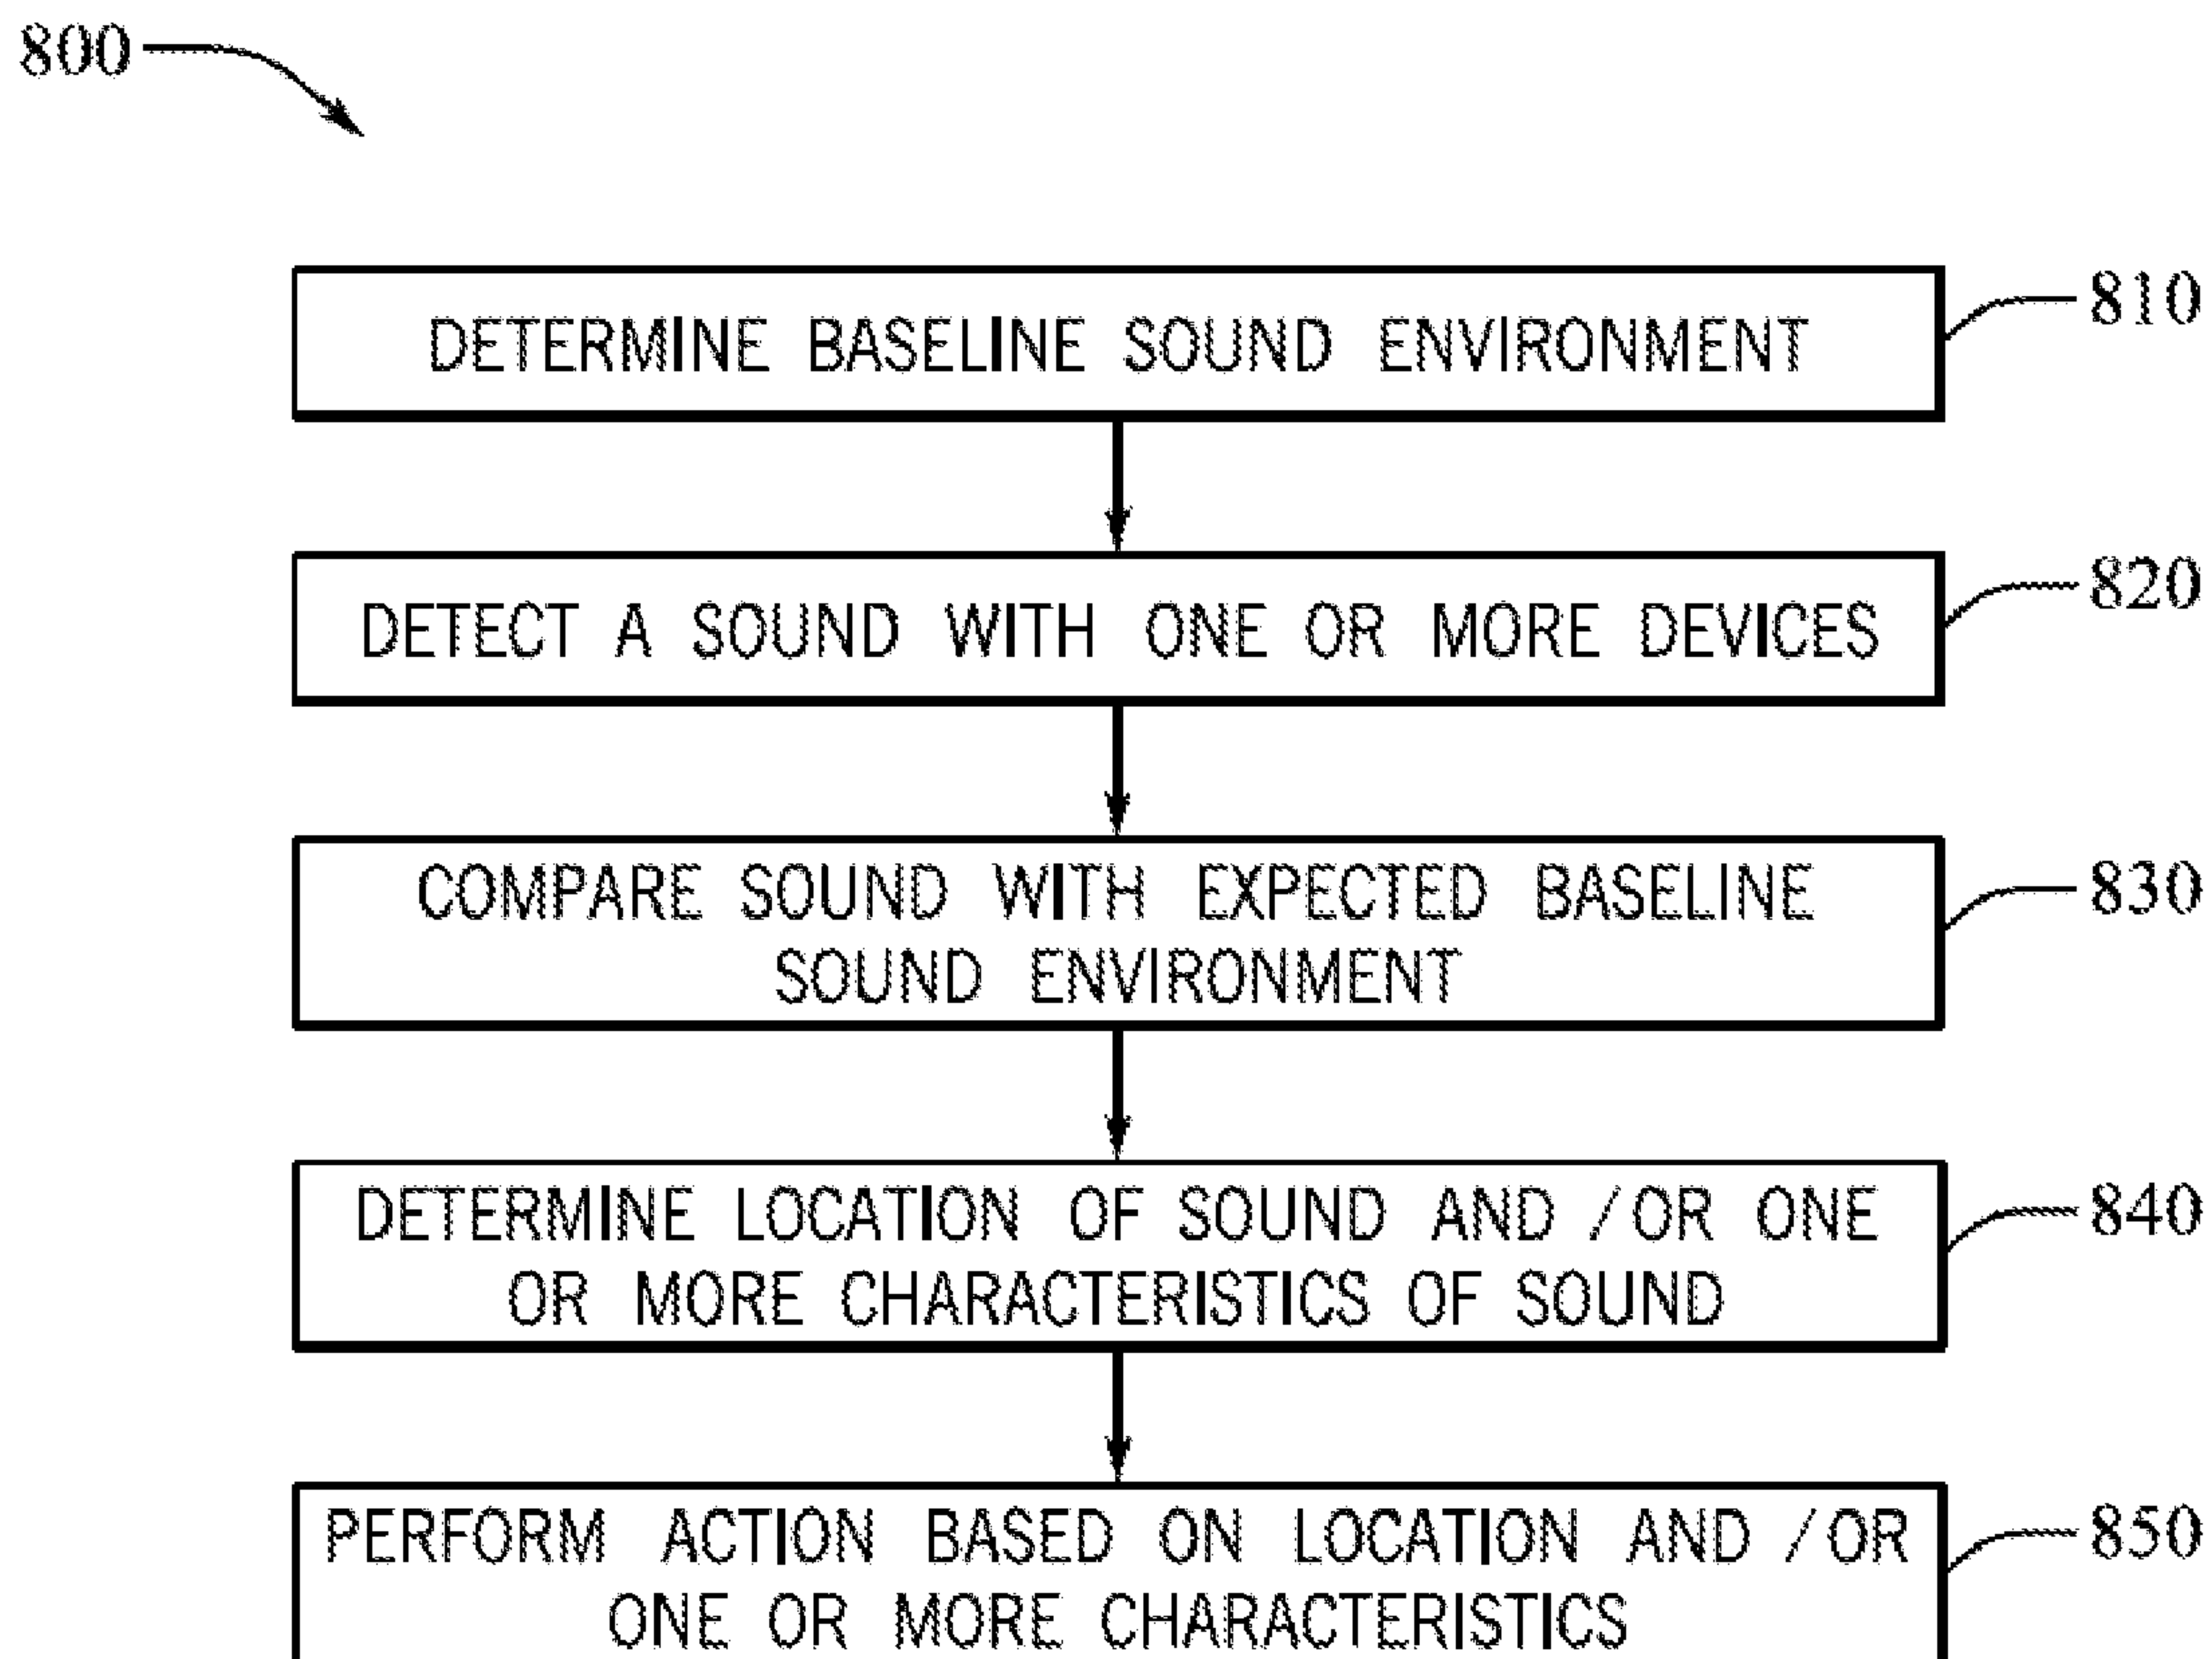 800
DETERMINE BASELINE SOUND ENVIRONMENT
810
DETECT A SOUND WITH ONE OR MORE DEVICES
820
COMPARE SOUND WITH EXPECTED BASELINE
SOUND ENVIRONMENT
830
DETERMINE LOCATION OF SOUND AND /OR ONE
OR MORE CHARACTERISTICS OF SOUND
840
PERFORM ACTION BASED ON LOCATION AND /OR
ONE OR MORE CHARACTERISTICS
850